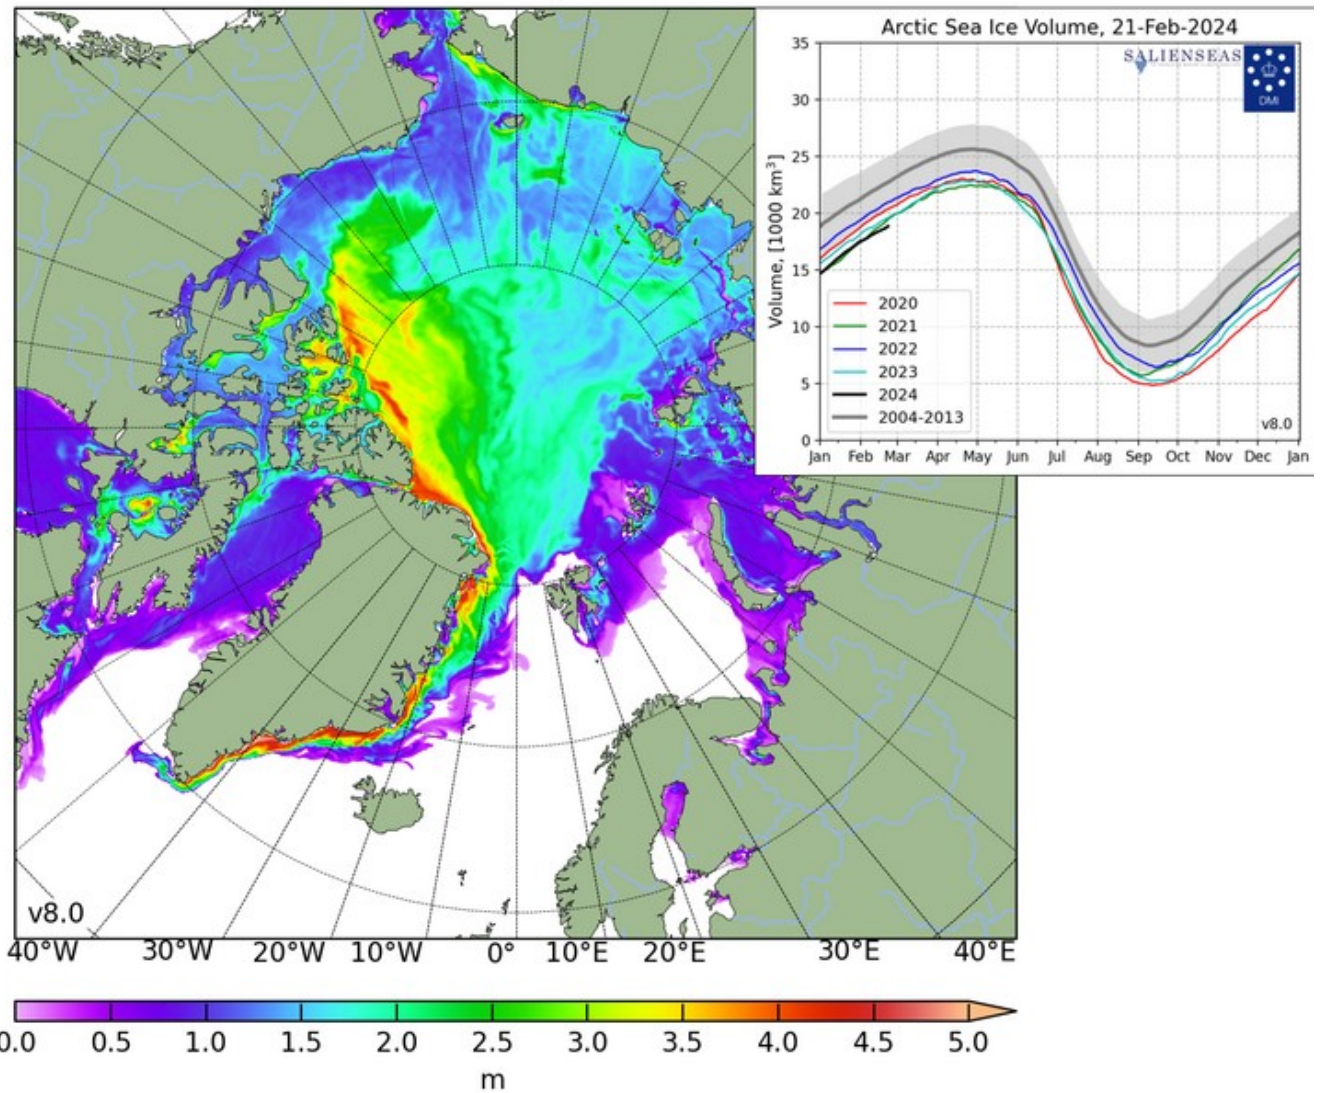 Arctic Sea Ice Volume, 21-Feb-2024
SALIENSEAS
DMI
Volume, [1000 km³]
35
30
25
20
15
10
5
0
2020
2021
2022
2023
2024
2004-2013
v8.0
Jan Feb Mar Apr May Jun Jul Aug Sep Oct Nov Dec Jan
v8.0
40°W 30°W 20°W 10°W 0° 10°E 20°E 30°E 40°E
0.0 0.5 1.0 1.5 2.0 2.5 3.0 3.5 4.0 4.5 5.0
m